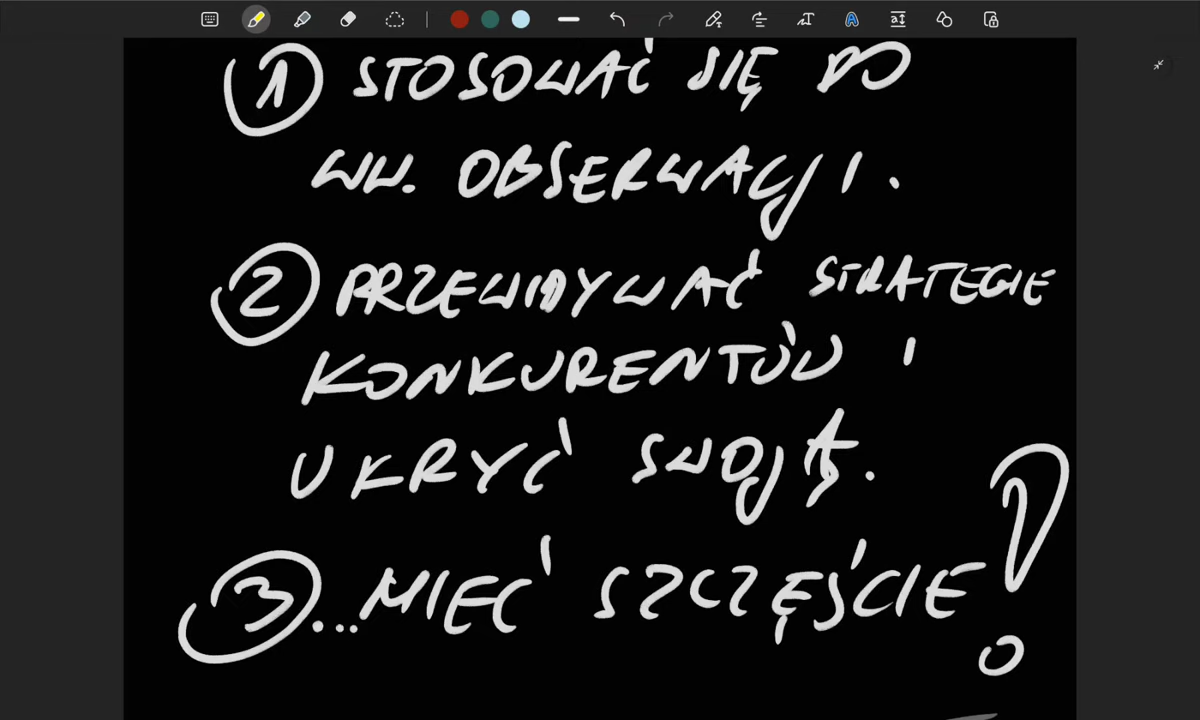 ① STOSOWAĆ SIĘ DO
WW. OBSERWACJI.
② PRZEWIDYWAĆ STRATEGIE
KONKURENTÓW I
UKRYĆ SWOJĄ.
③ ...MIEĆ SZCZĘŚCIE!